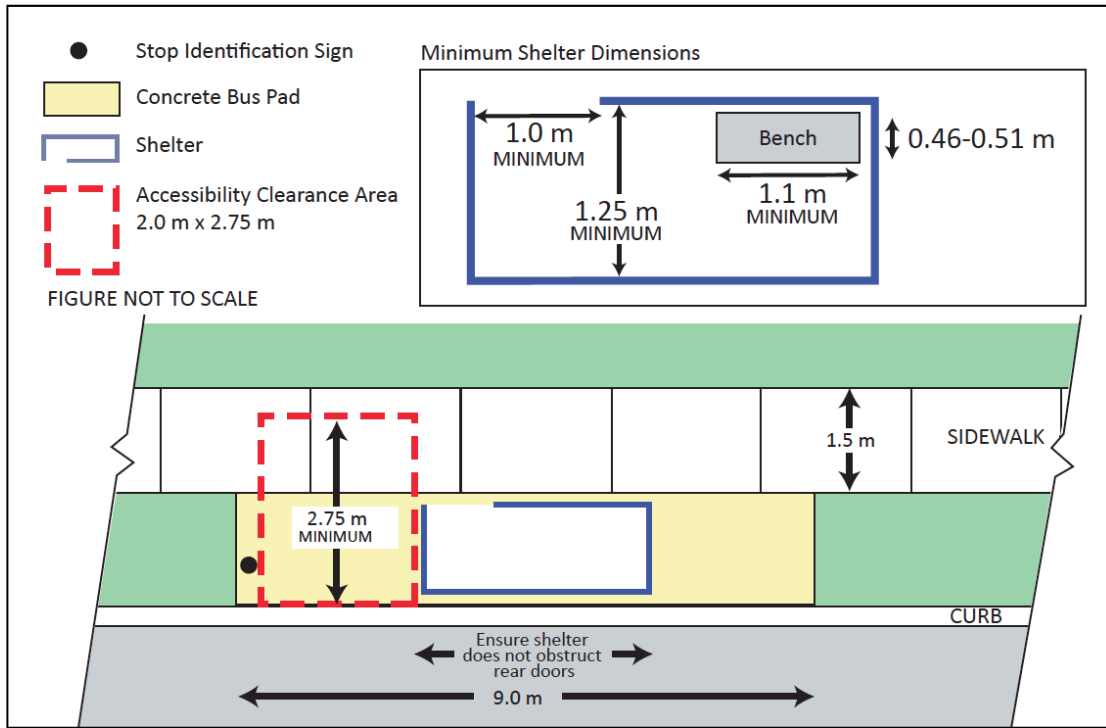 Stop Identification Sign
Concrete Bus Pad
Shelter
Accessibility Clearance Area
2.0 m x 2.75 m
FIGURE NOT TO SCALE
Minimum Shelter Dimensions
1.0 m
MINIMUM
1.25 m
MINIMUM
Bench
0.46-0.51 m
1.1 m
MINIMUM
1.5 m
SIDEWALK
2.75 m
MINIMUM
CURB
Ensure shelter
does not obstruct
rear doors
9.0 m